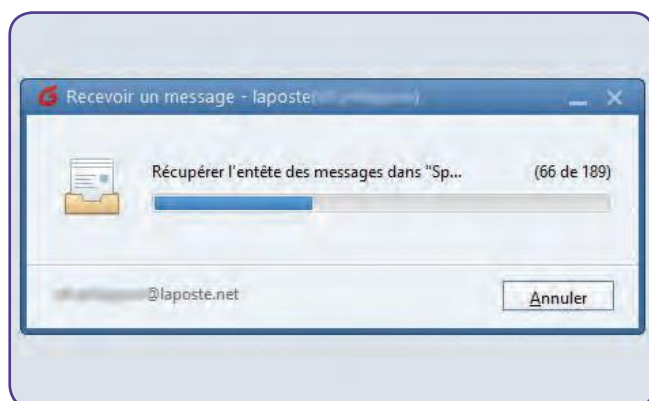 Recevoir un message - laposte
Récupérer l'entête des messages dans "Sp... (66 de 189)
@laposte.net
Annuler